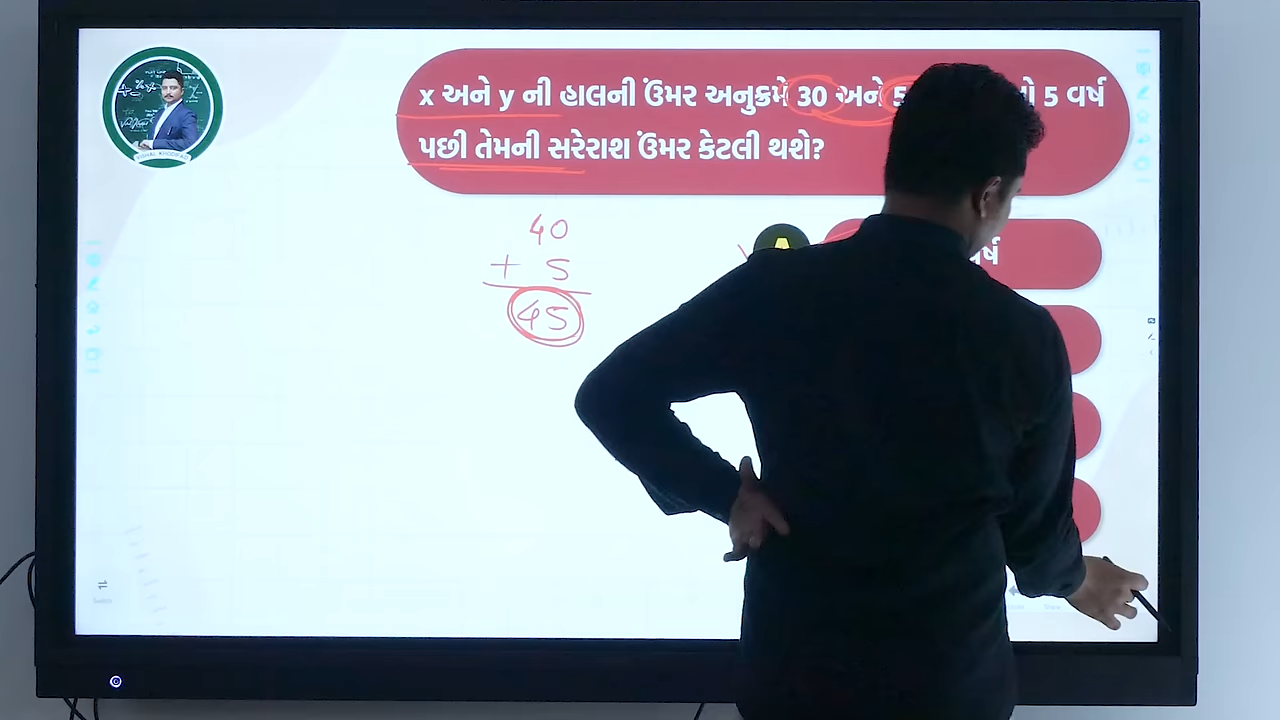 x અને y ની હાલની ઉંમર અનુક્રમે 30 અને 5 5 વર્ષ
પછી તેમની સરેરાશ ઉંમર કેટલી થશે?
40
+ 5
45
A
વર્ષ